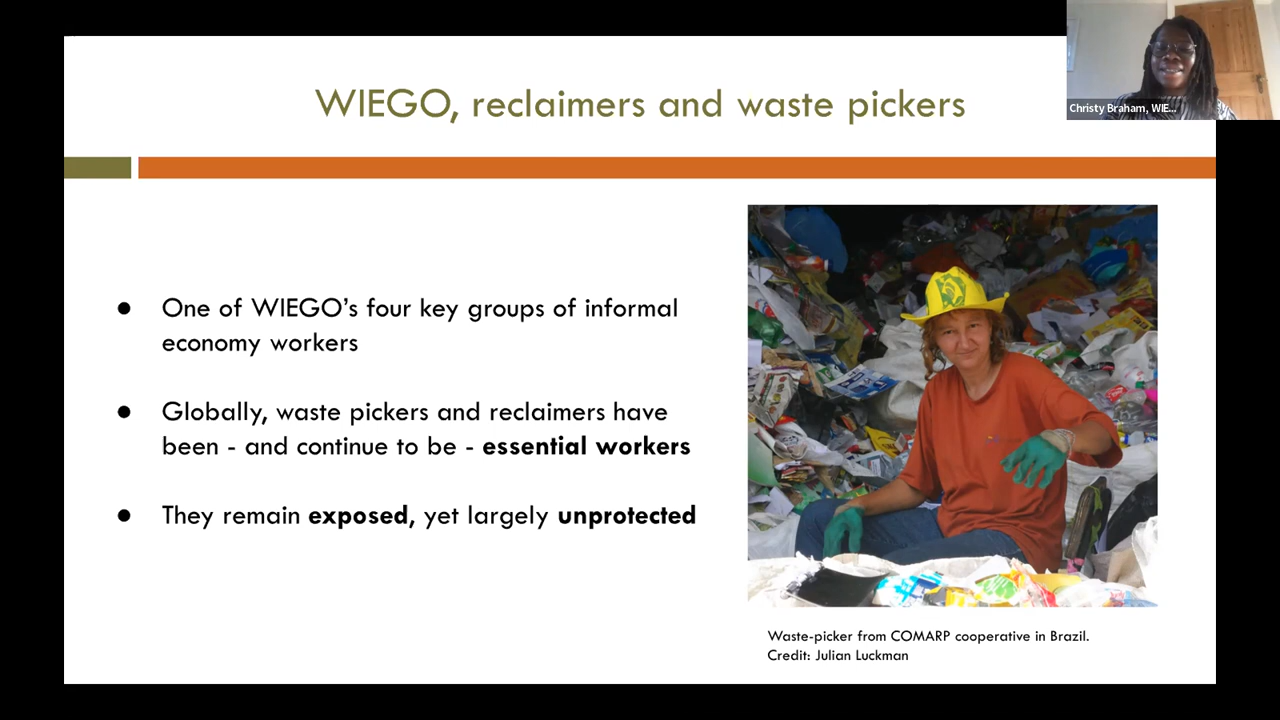 WIEGO, reclaimers and waste pickers
Christy Braham, WIE...
● One of WIEGO’s four key groups of informal
economy workers
● Globally, waste pickers and reclaimers have
been - and continue to be - essential workers
● They remain exposed, yet largely unprotected
Waste-picker from COMARP cooperative in Brazil.
Credit: Julian Luckman